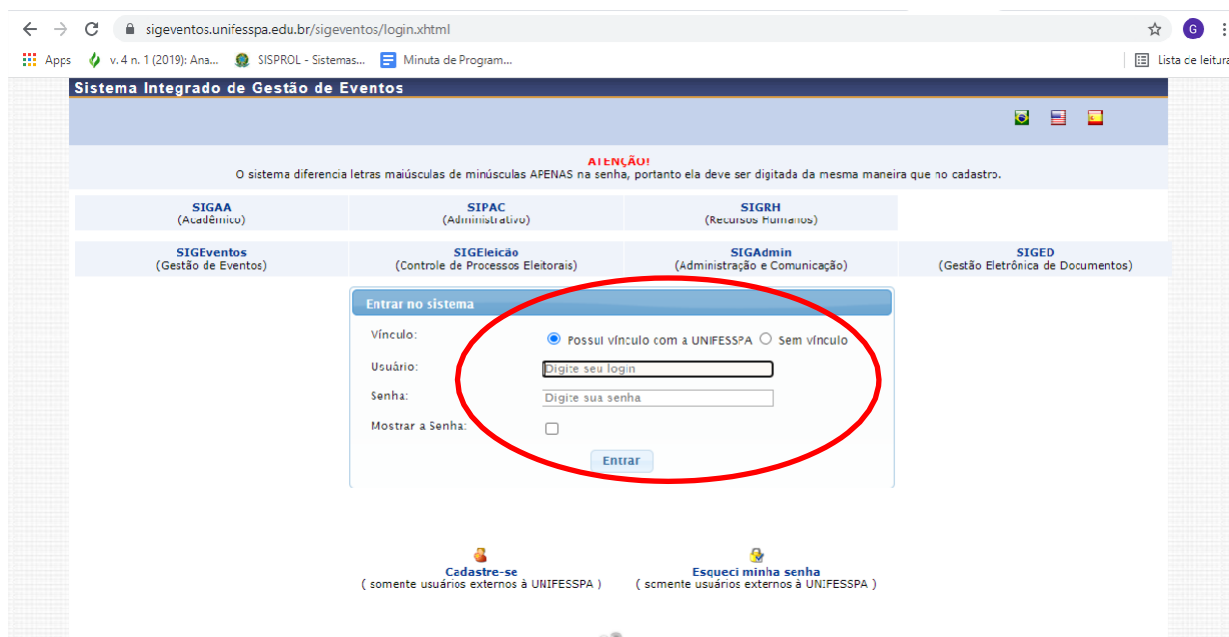 sigeventos.unifesspa.edu.br/sigeventos/login.xhtml
G
Apps v. 4 n. 1 (2019): Ana... SISPROL - Sistemas... Minuta de Program... Lista de leitura
Sistema Integrado de Gestão de Eventos
ATENÇÃO!
O sistema diferencia letras maiúsculas de minúsculas APENAS na senha, portanto ela deve ser digitada da mesma maneira que no cadastro.
SIGAA SIPAC SIGRH
(Acadêmico) (Administrativo) (Recursos Humanos)
SIGEventos SIGEleicão SIGAdmin SIGED
(Gestão de Eventos) (Controle de Processos Eleitorais) (Administração e Comunicação) (Gestão Eletrônica de Documentos)
Entrar no sistema
Vínculo: Possui vínculo com a UNIFESSPA Sem vínculo
Usuário: Digite seu login
Senha: Digite sua senha
Mostrar a Senha:
Entrar
Cadastre-se Esqueci minha senha
( somente usuários externos à UNIFESSPA ) ( somente usuários externos à UNIFESSPA )